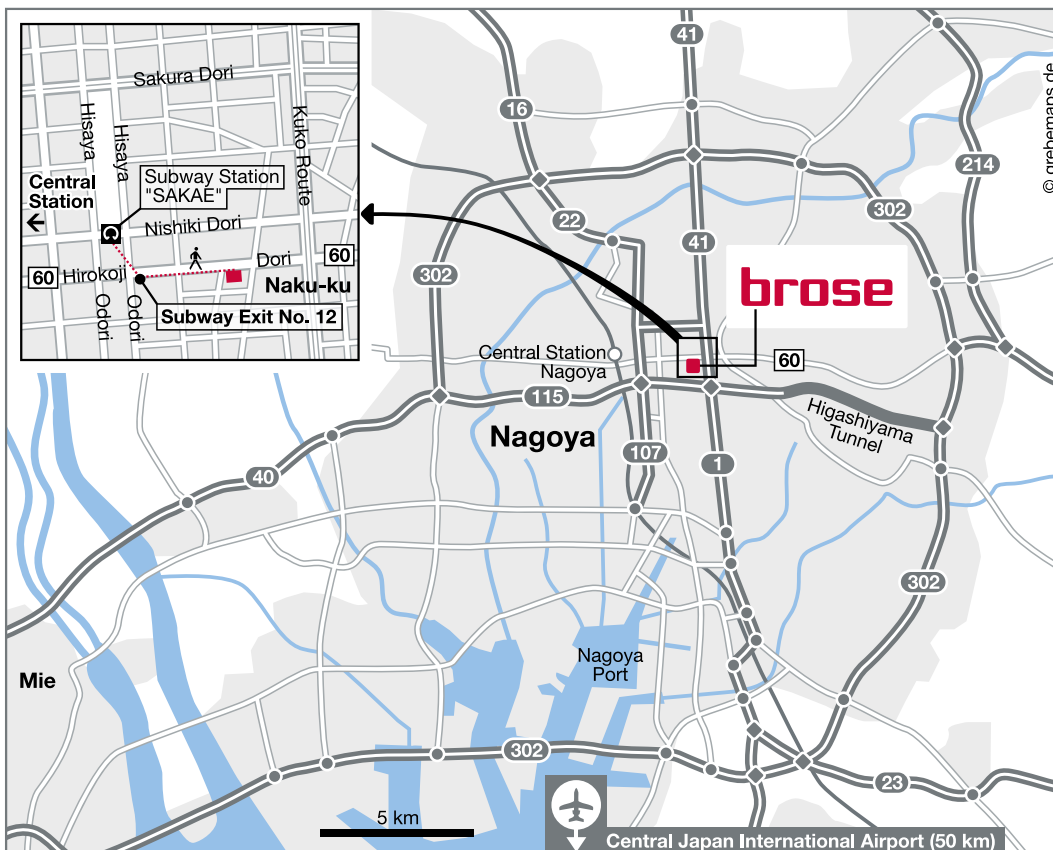 Sakura Dori
Hisaya
Hisaya
Kuko Route
Central
Station
Subway Station
"SAKAE"
Nishiki Dori
60
Hirokoji
Dori
60
Naku-ku
Odori
Odori
Subway Exit No. 12
41
16
214
© grebemans.de
302
22
41
302
brose
Central Station
Nagoya
60
115
Higashiyama
Tunnel
Nagoya
107
1
40
302
Nagoya
Port
Mie
302
23
5 km
Central Japan International Airport (50 km)